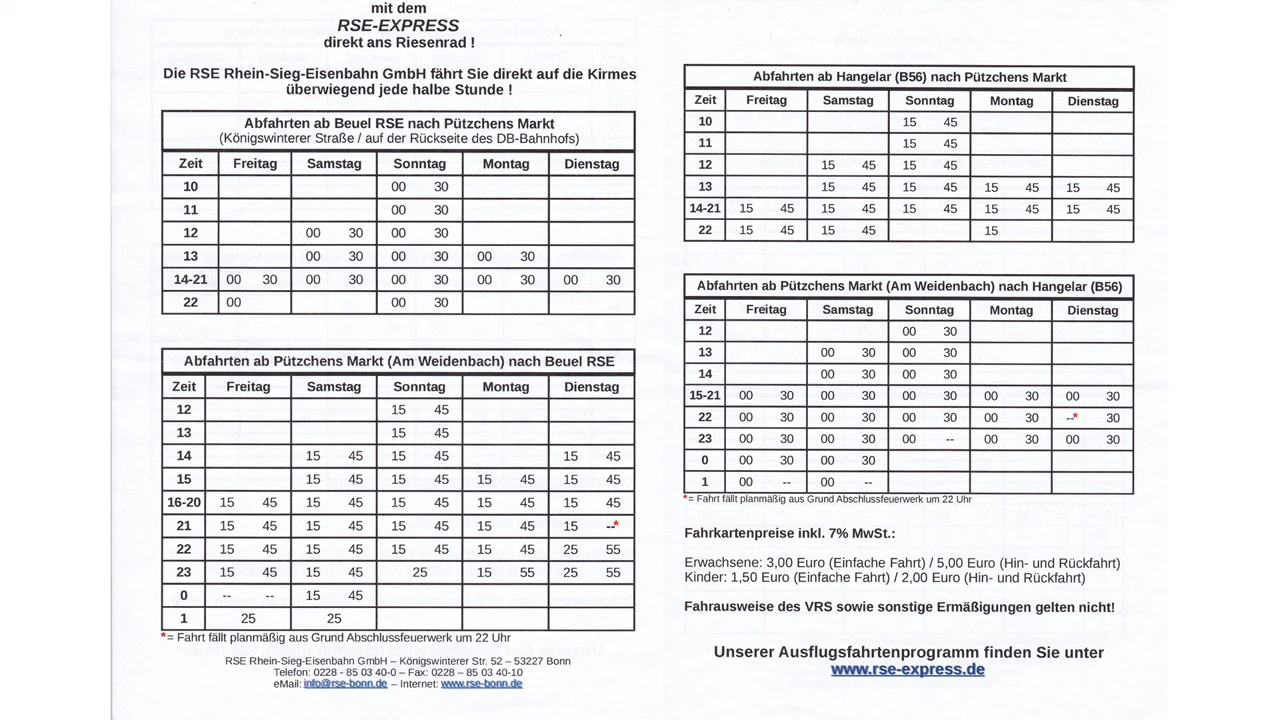 mit dem
RSE-EXPRESS
direkt ans Riesenrad !
Die RSE Rhein-Sieg-Eisenbahn GmbH fährt Sie direkt auf die Kirmes
überwiegend jede halbe Stunde !
Abfahrten ab Beuel RSE nach Pützchens Markt
(Königswinterer Straße / auf der Rückseite des DB-Bahnhofs)
Zeit Freitag Samstag Sonntag Montag Dienstag
10 00 30
11 00 30
12 00 30 00 30
13 00 30 00 30 00 30
14-21 00 30 00 30 00 30 00 30 00 30
22 00 00 30
Abfahrten ab Pützchens Markt (Am Weidenbach) nach Beuel RSE
Zeit Freitag Samstag Sonntag Montag Dienstag
12 15 45
13 15 45
14 15 45 15 45 15 45
15 15 45 15 45 15 45 15 45
16-20 15 45 15 45 15 45 15 45 15 45
21 15 45 15 45 15 45 15 45 15 --*
22 15 45 15 45 15 45 15 45 25 55
23 15 45 15 45 25 15 55 25 55
0 -- -- 15 45
1 25 25
*= Fahrt fällt planmäßig aus Grund Abschlussfeuerwerk um 22 Uhr
RSE Rhein-Sieg-Eisenbahn GmbH – Königswinterer Str. 52 – 53227 Bonn
Telefon: 0228 - 85 03 40-0 – Fax: 0228 – 85 03 40-10
eMail: info@rse-bonn.de – Internet: www.rse-bonn.de
Abfahrten ab Hangelar (B56) nach Pützchens Markt
Zeit Freitag Samstag Sonntag Montag Dienstag
10 15 45
11 15 45
12 15 45 15 45
13 15 45 15 45 15 45 15 45
14-21 15 45 15 45 15 45 15 45 15 45
22 15 45 15 45 15
Abfahrten ab Pützchens Markt (Am Weidenbach) nach Hangelar (B56)
Zeit Freitag Samstag Sonntag Montag Dienstag
12 00 30
13 00 30 00 30
14 00 30 00 30
15-21 00 30 00 30 00 30 00 30 00 30
22 00 30 00 30 00 30 00 30 --* 30
23 00 30 00 30 00 -- 00 30 00 30
0 00 30 00 30
1 00 -- 00 --
*= Fahrt fällt planmäßig aus Grund Abschlussfeuerwerk um 22 Uhr
Fahrkartenpreise inkl. 7% MwSt.:
Erwachsene: 3,00 Euro (Einfache Fahrt) / 5,00 Euro (Hin- und Rückfahrt)
Kinder: 1,50 Euro (Einfache Fahrt) / 2,00 Euro (Hin- und Rückfahrt)
Fahrausweise des VRS sowie sonstige Ermäßigungen gelten nicht!
Unserer Ausflugsfahrtenprogramm finden Sie unter
www.rse-express.de